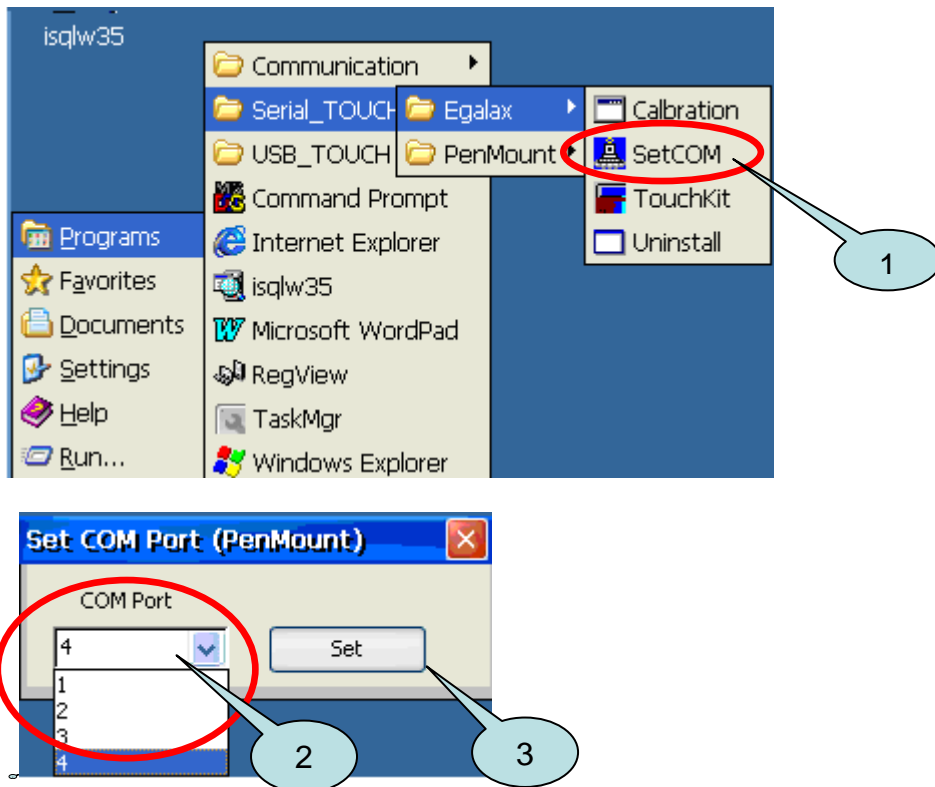 isqlw35
Communication
Serial_TOUCH
USB_TOUCH
Command Prompt
Internet Explorer
isqlw35
Microsoft WordPad
RegView
TaskMgr
Windows Explorer
Egalax
PenMount
Calbration
SetCOM
TouchKit
Uninstall
1
Programs
Favorites
Documents
Settings
Help
Run...
Set COM Port (PenMount)
COM Port
4
Set
1
2
3
4
2
3